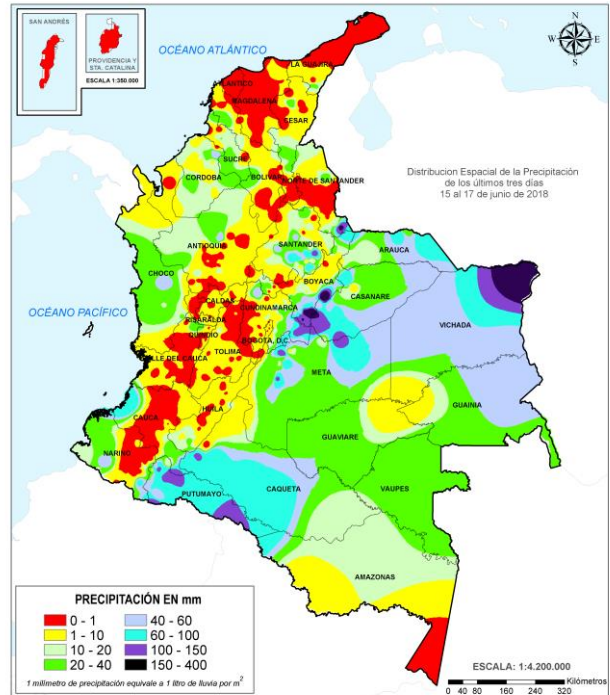 SAN ANDRÉS
PROVIDENCIA Y
STA. CATALINA
ESCALA 1:350.000
OCÉANO ATLÁNTICO
N
W
E
S
LA GUAJIRA
ATLANTICO
MAGDALENA
CESAR
SUCRE
CORDOBA
BOLIVAR
NORTE DE SANTANDER
Distribucion Espacial de la Precipitación
de los últimos tres días
15 al 17 de junio de 2018
ANTIOQUIA
SANTANDER
ARAUCA
CHOCO
BOYACA
CASANARE
OCÉANO PACÍFICO
CALDAS
CUNDINAMARCA
RISARALDA
VICHADA
QUINDIO
BOGOTA, D.C.
TOLIMA
VALLE DEL CAUCA
META
HUILA
GUAINIA
CAUCA
GUAVIARE
NARIÑO
VAUPES
CAQUETA
PUTUMAYO
AMAZONAS
PRECIPITACIÓN EN mm
0 - 1
40 - 60
1 - 10
60 - 100
10 - 20
100 - 150
20 - 40
150 - 400
1 milímetro de precipitación equivale a 1 litro de lluvia por m²
ESCALA: 1:4.200.000
Kilómetros
0 40 80 160 240 320